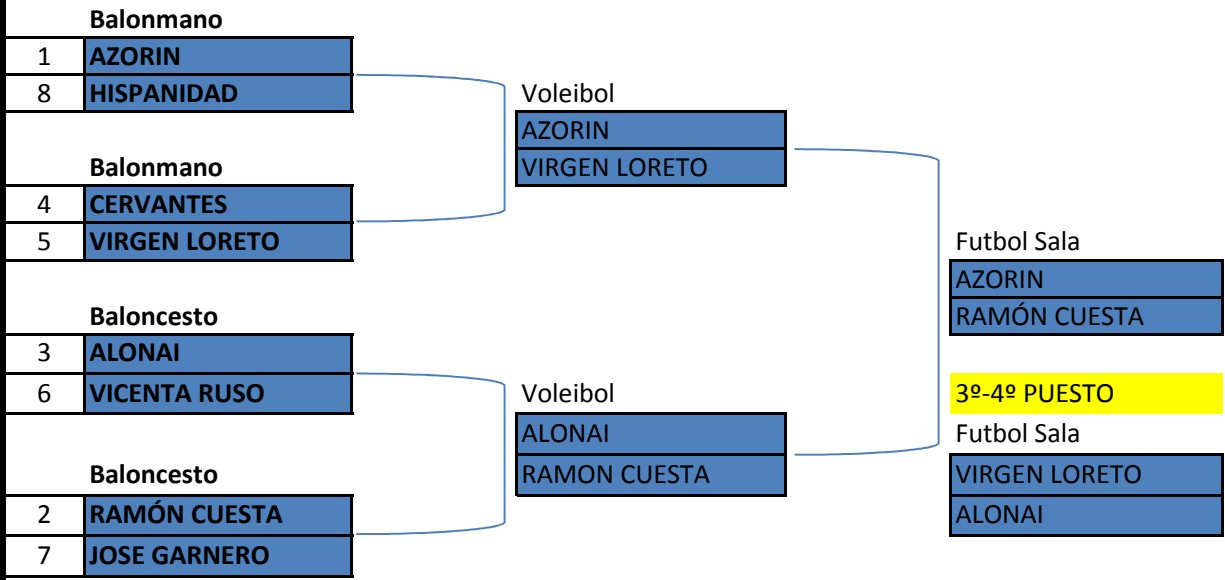 Balonmano
1 AZORIN
8 HISPANIDAD
Balonmano
4 CERVANTES
5 VIRGEN LORETO
Baloncesto
3 ALONAI
6 VICENTA RUSO
Baloncesto
2 RAMÓN CUESTA
7 JOSE GARNERO
Voleibol
AZORIN
VIRGEN LORETO
Voleibol
ALONAI
RAMON CUESTA
Futbol Sala
AZORIN
RAMÓN CUESTA
3º-4º PUESTO
Futbol Sala
VIRGEN LORETO
ALONAI